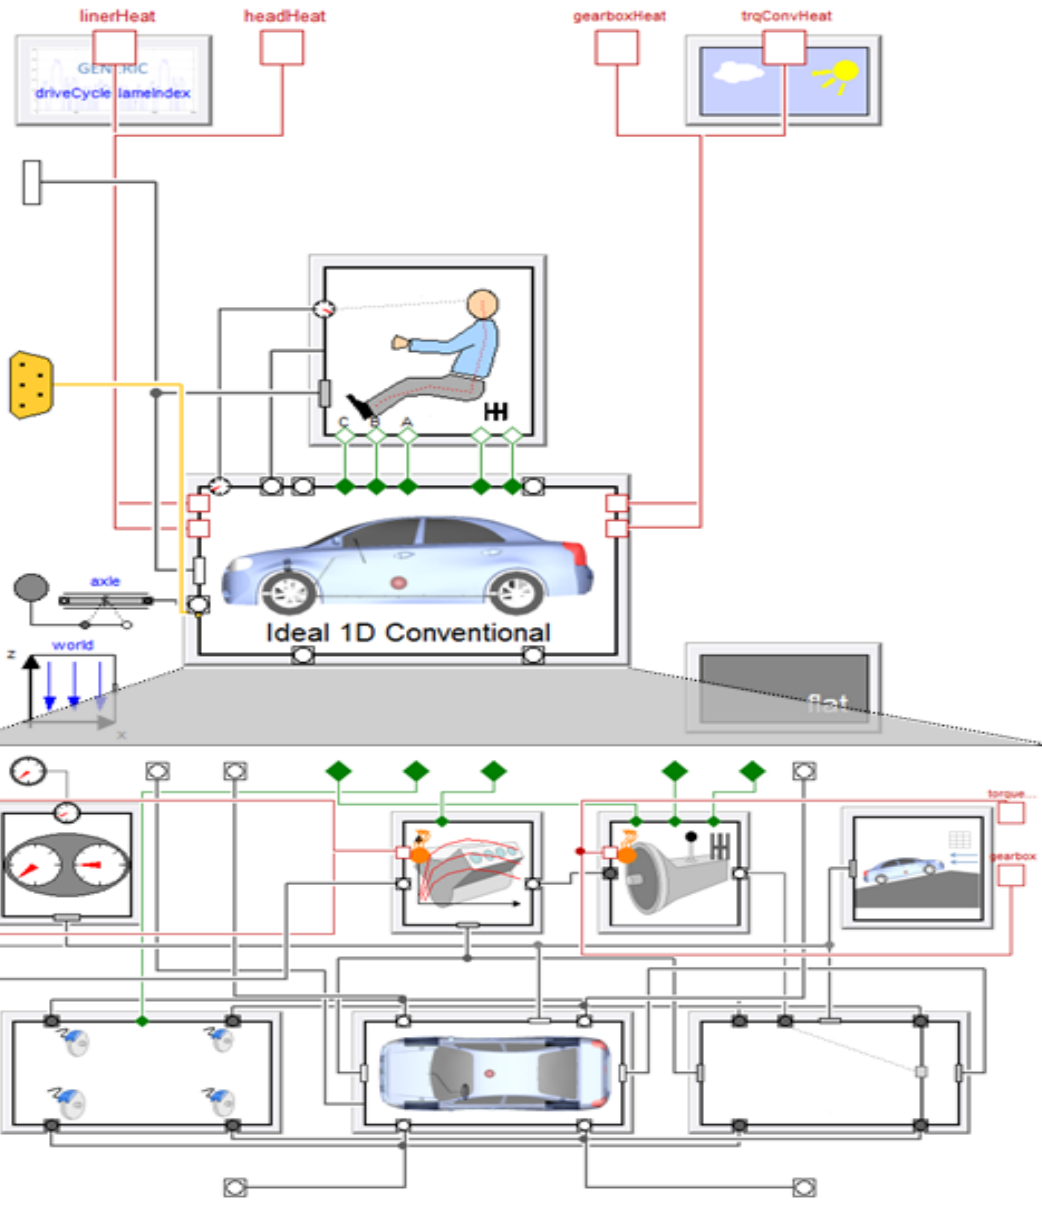 linerHeat
headHeat
gearboxHeat
trqConvHeat
driveCycle
C B A
axle
Ideal 1D Conventional
world
z
flat
x
torque...
gearbox